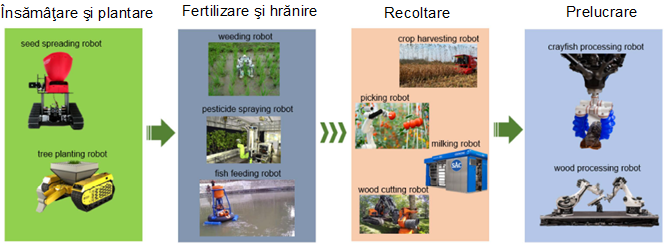 Însămâţare şi plantare
seed spreading robot
tree planting robot
Fertilizare şi hrănire
weeding robot
pesticide spraying robot
fish feeding robot
Recoltare
crop harvesting robot
picking robot
milking robot
SAC
wood cutting robot
Prelucrare
crayfish processing robot
wood processing robot